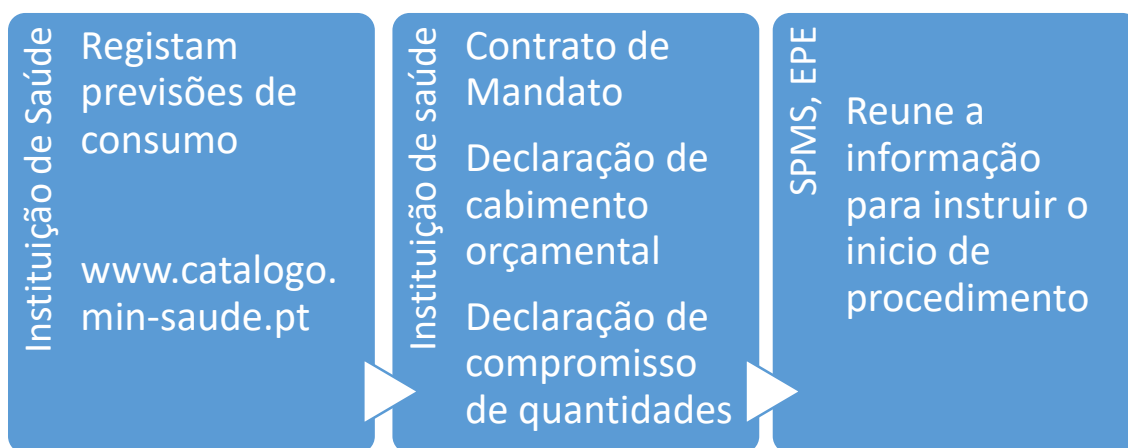 Instituição de Saúde
Registam
previsões de
consumo
www.catalogo.
min-saude.pt
Instituição de saúde
Contrato de
Mandato
Declaração de
cabimento
orçamental
Declaração de
compromisso
de quantidades
SPMS, EPE
Reune a
informação
para instruir o
inicio de
procedimento